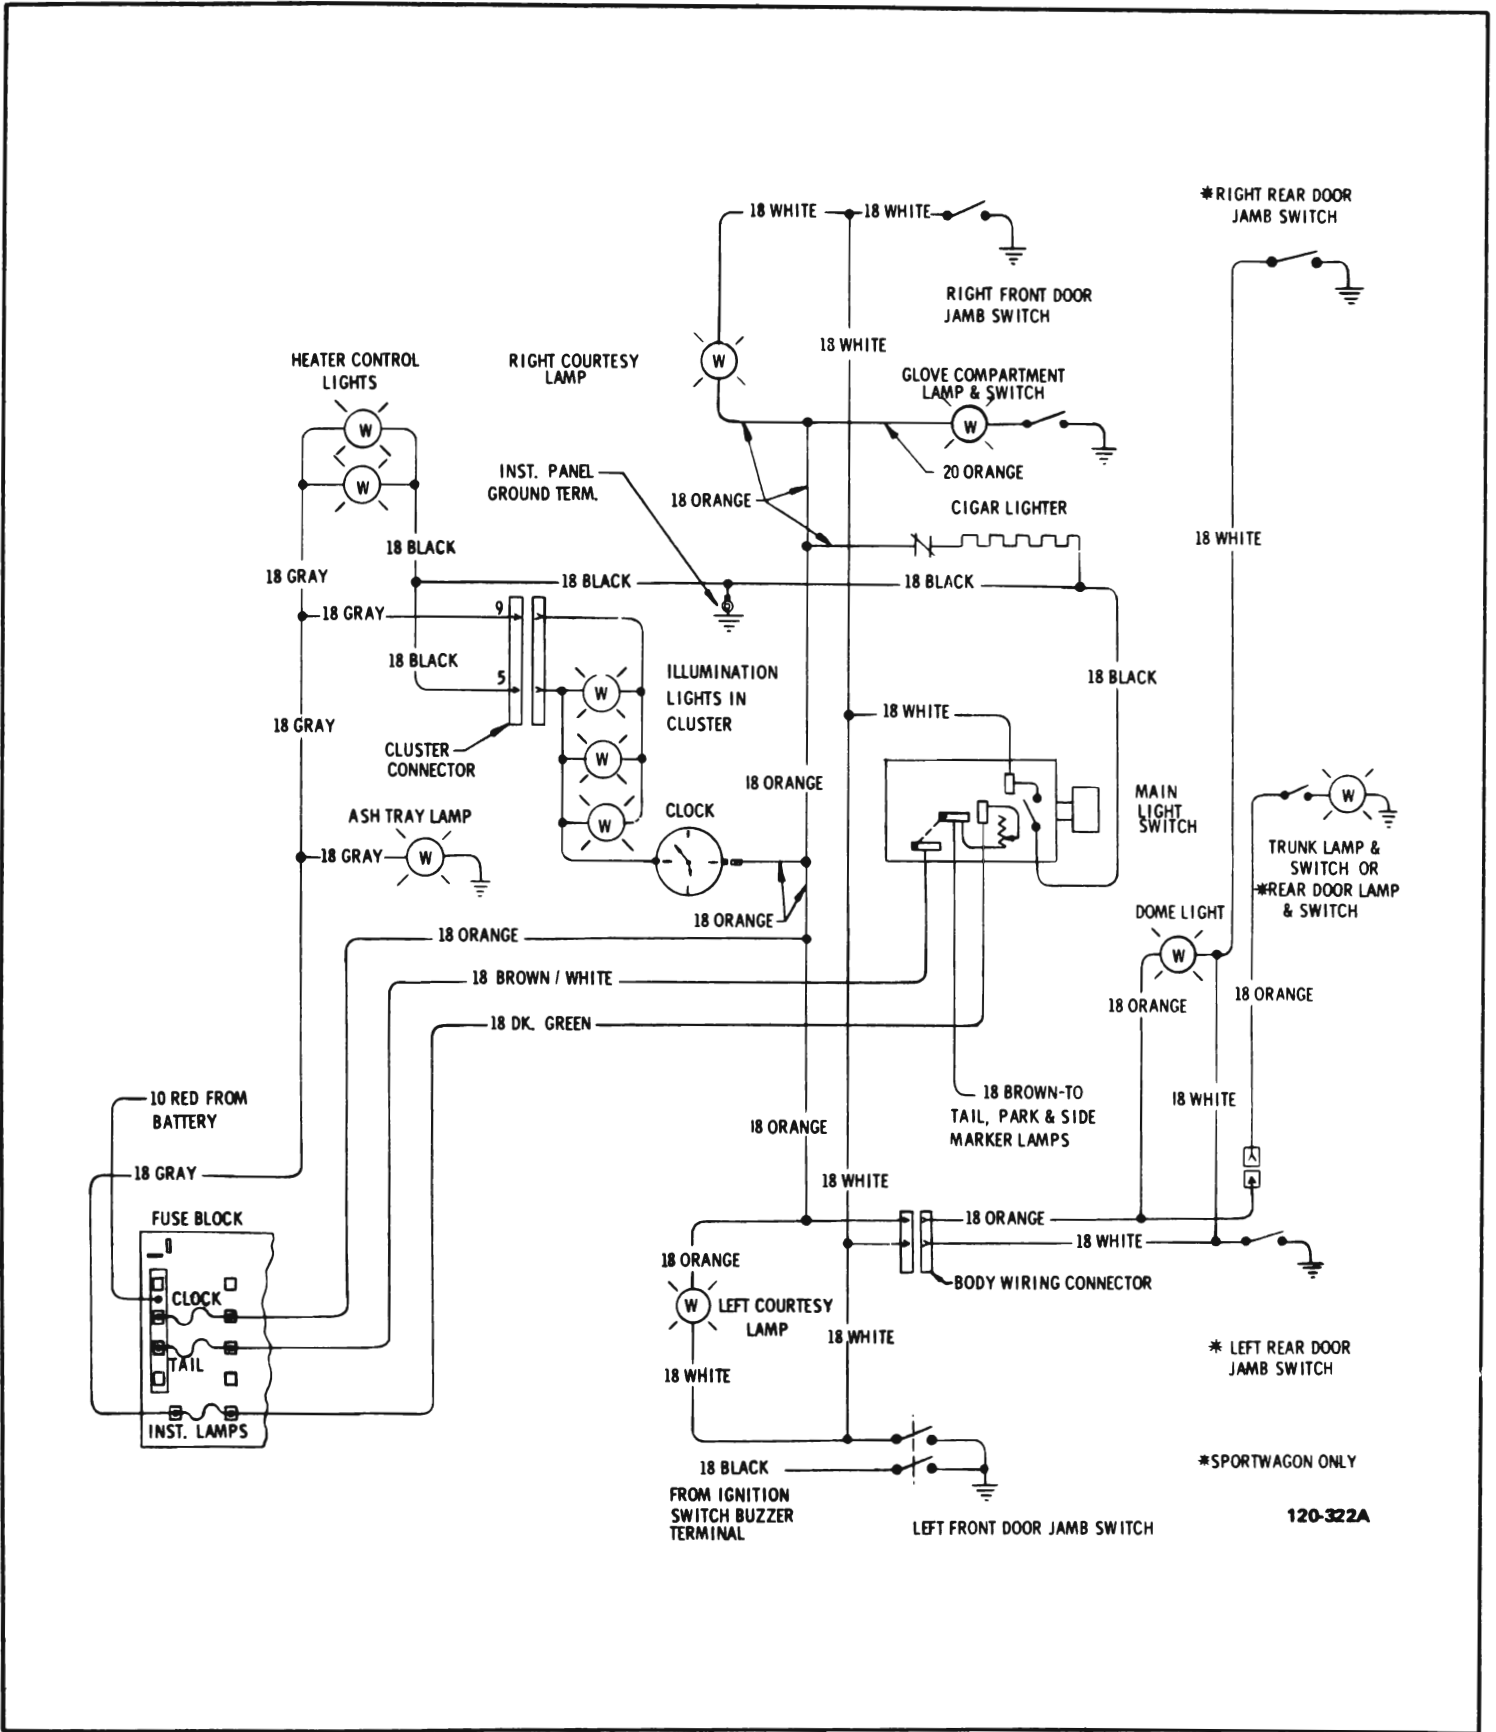 18 WHITE
18 WHITE
*RIGHT REAR DOOR
JAMB SWITCH
RIGHT FRONT DOOR
JAMB SWITCH
18 WHITE
HEATER CONTROL
LIGHTS
RIGHT COURTESY
LAMP
W
GLOVE COMPARTMENT
LAMP & SWITCH
W
W
W
INST. PANEL
GROUND TERM.
18 ORANGE
20 ORANGE
CIGAR LIGHTER
18 WHITE
18 BLACK
18 GRAY
18 BLACK
18 BLACK
18 GRAY
9
18 BLACK
5
W
ILLUMINATION
LIGHTS IN
CLUSTER
18 BLACK
18 GRAY
18 WHITE
CLUSTER
CONNECTOR
W
18 ORANGE
MAIN
LIGHT
SWITCH
W
ASH TRAY LAMP
W
CLOCK
18 GRAY
W
TRUNK LAMP &
SWITCH OR
*REAR DOOR LAMP
& SWITCH
18 ORANGE
DOME LIGHT
18 ORANGE
W
18 BROWN / WHITE
18 ORANGE
18 ORANGE
18 DK. GREEN
10 RED FROM
BATTERY
18 BROWN-TO
TAIL, PARK & SIDE
MARKER LAMPS
18 WHITE
18 ORANGE
18 GRAY
18 WHITE
FUSE BLOCK
18 ORANGE
18 WHITE
18 ORANGE
BODY WIRING CONNECTOR
CLOCK
W
LEFT COURTESY
LAMP
18 WHITE
TAIL
18 WHITE
* LEFT REAR DOOR
JAMB SWITCH
INST. LAMPS
18 BLACK
*SPORTWAGON ONLY
FROM IGNITION
SWITCH BUZZER
TERMINAL
LEFT FRONT DOOR JAMB SWITCH
120-322A